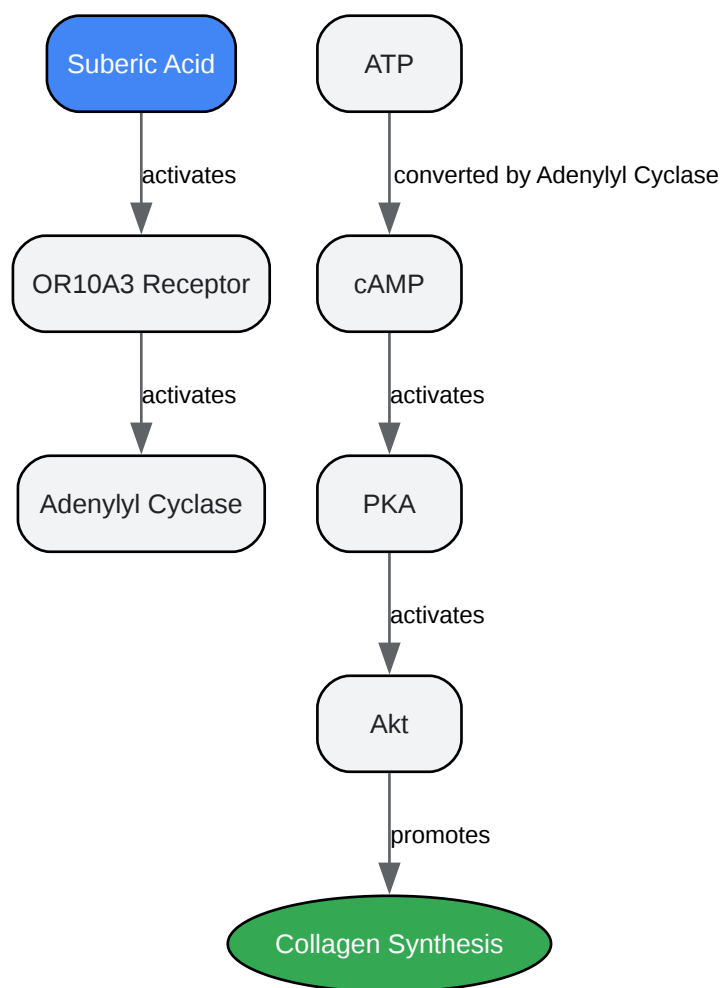 Suberic Acid
ATP
activates
converted by Adenylyl Cyclase
OR10A3 Receptor
cAMP
activates
activates
Adenylyl Cyclase
PKA
activates
Akt
promotes
Collagen Synthesis